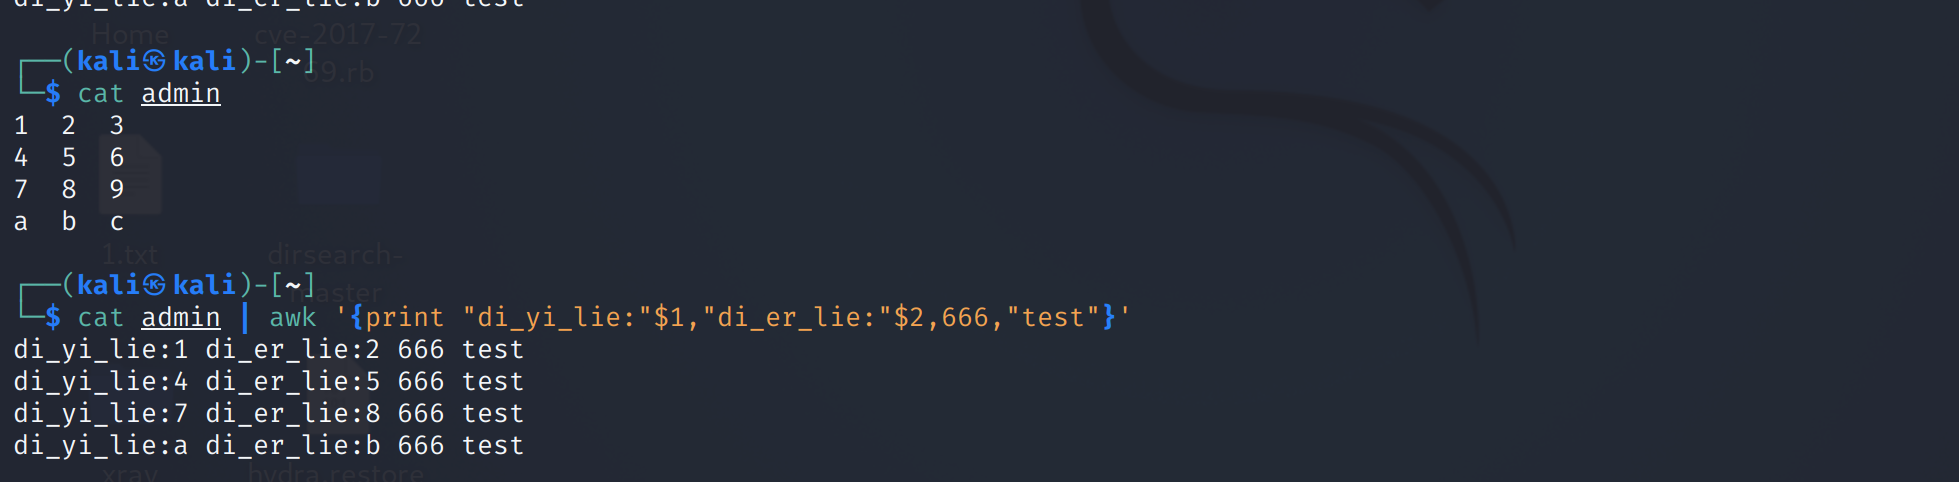 di_yi_lie:a di_er_lie:b 666 test
Home cve-2017-72
┌──(kali㉿kali)-[~]
69.rb
└─$ cat admin
1 2 3
4 5 6
7 8 9
a b c
1.txt dirsearch-
┌──(kali㉿kali)-[~]
master
└─$ cat admin | awk '{print "di_yi_lie:"$1,"di_er_lie:"$2,666,"test"}'
di_yi_lie:1 di_er_lie:2 666 test
di_yi_lie:4 di_er_lie:5 666 test
di_yi_lie:7 di_er_lie:8 666 test
di_yi_lie:a di_er_lie:b 666 test
xray hydra.restore